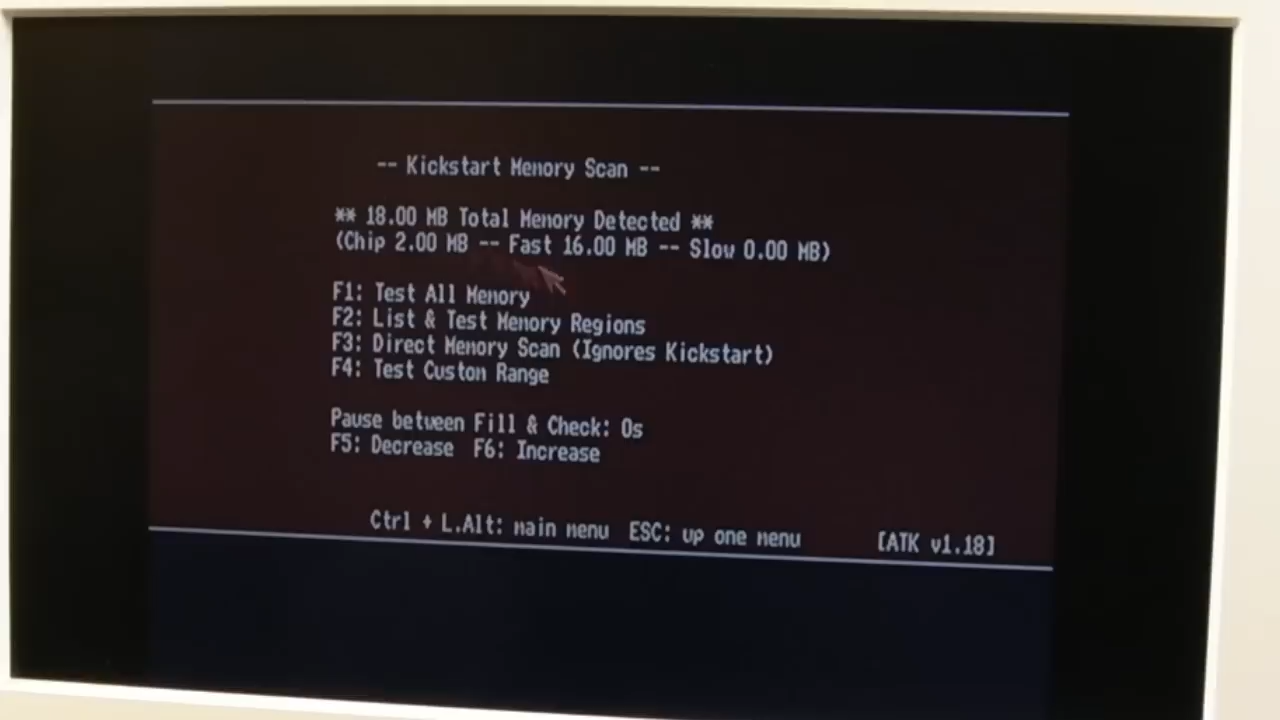 -- Kickstart Memory Scan --
** 18.00 MB Total Memory Detected **
(Chip 2.00 MB -- Fast 16.00 MB -- Slow 0.00 MB)
F1: Test All Memory
F2: List & Test Memory Regions
F3: Direct Memory Scan (Ignores Kickstart)
F4: Test Custom Range
Pause between Fill & Check: 0s
F5: Decrease F6: Increase
Ctrl + L.Alt: main menu ESC: up one menu [ATK v1.18]